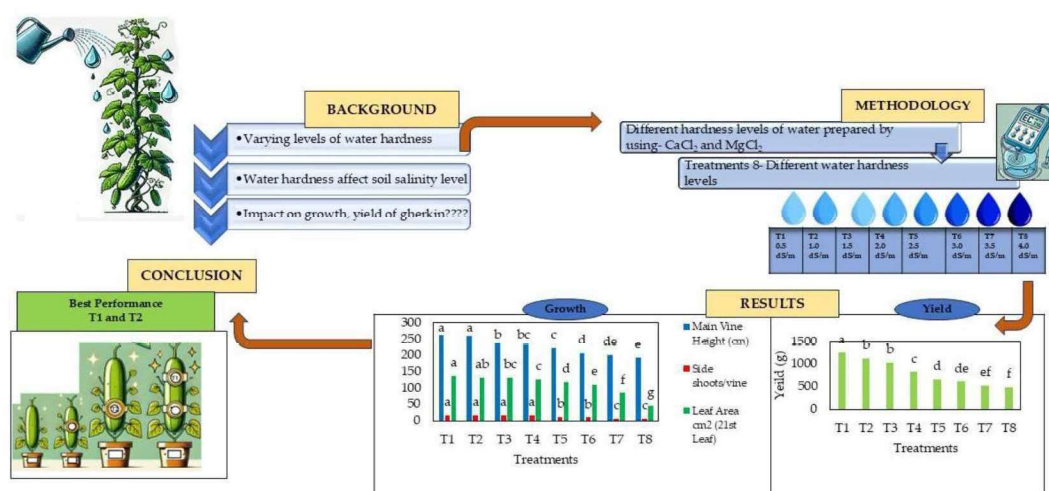 BACKGROUND
•Varying levels of water hardness
•Water hardness affect soil salinity level
•Impact on growth, yield of gherkin????
METHODOLOGY
Different hardness levels of water prepared by
using- CaCl₂ and MgCl₂
Treatments 8- Different water hardness
levels
T1 T2 T3 T4 T5 T6 T7 T8
0.5 1.0 1.5 2.0 2.5 3.0 3.5 4.0
dS/m dS/m dS/m dS/m dS/m dS/m dS/m dS/m
CONCLUSION
Best Performance
T1 and T2
RESULTS
Growth
300
250
200
150
100
50
0
a a b bc c d de e
a ab bc c d e f g
a a a a b b c c
T1 T2 T3 T4 T5 T6 T7 T8
Treatments
Main Vine
Height (cm)
Side
shoots/vine
Leaf Area
cm2 (21st
Leaf)
Yield
Yeild (g)
1500
1000
500
0
a b b c d de ef f
T1 T2 T3 T4 T5 T6 T7 T8
Treatments